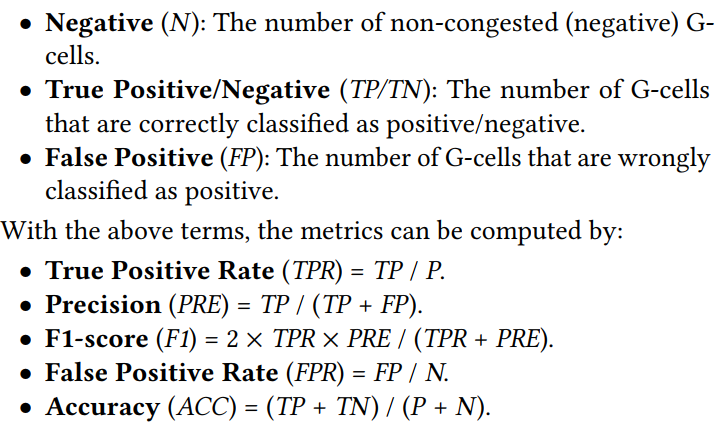 • Negative (N): The number of non-congested (negative) G-
cells.
• True Positive/Negative (TP/TN): The number of G-cells
that are correctly classified as positive/negative.
• False Positive (FP): The number of G-cells that are wrongly
classified as positive.
With the above terms, the metrics can be computed by:
• True Positive Rate (TPR) = TP / P.
• Precision (PRE) = TP / (TP + FP).
• F1-score (F1) = 2 × TPR × PRE / (TPR + PRE).
• False Positive Rate (FPR) = FP / N.
• Accuracy (ACC) = (TP + TN) / (P + N).